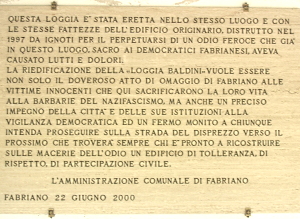 QUESTA LOGGIA E' STATA ERETTA NELLO STESSO LUOGO E CON
LE STESSE FATTEZZE DELL'EDIFICIO ORIGINARIO, DISTRUTTO NEL
1997 DA IGNOTI PER IL PERPETUARSI DI UN ODIO FEROCE CHE GIA'
IN QUESTO LUOGO, SACRO AI DEMOCRATICI FABRIANESI, AVEVA
CAUSATO LUTTI E DOLORI.
LA RIEDIFICAZIONE DELLA «LOGGIA BALDINI» VUOLE ESSERE
NON SOLO IL DOVEROSO ATTO DI OMAGGIO DI FABRIANO ALLE
VITTIME INNOCENTI CHE QUI SACRIFICARONO LA LORO VITA
ALLA BARBARIE DEL NAZIFASCISMO, MA ANCHE UN PRECISO
IMPEGNO DELLA CITTA' E DELLE SUE ISTITUZIONI ALLA
VIGILANZA DEMOCRATICA ED UN FERMO MONITO A CHIUNQUE
INTENDA PROSEGUIRE SULLA STRADA DEL DISPREZZO VERSO IL
PROSSIMO CHE TROVERA' SEMPRE CHI E' PRONTO A RICOSTRUIRE
SULLE MACERIE DELL'ODIO UN EDIFICIO DI TOLLERANZA, DI
RISPETTO, DI PARTECIPAZIONE CIVILE.
L'AMMINISTRAZIONE COMUNALE DI FABRIANO
FABRIANO 22 GIUGNO 2000